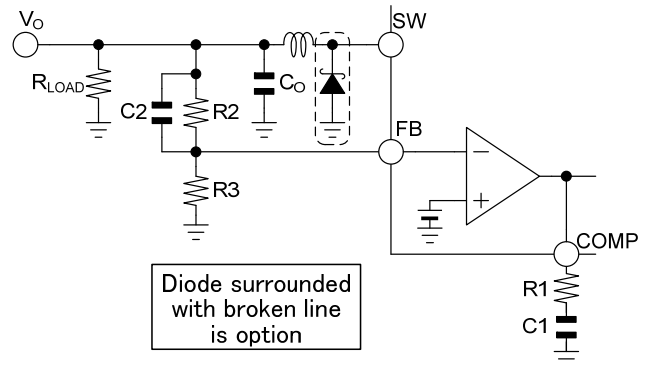 VO
SW
RLOAD
C2
R2
CO
FB
R3
−
+
COMP
R1
C1
Diode surrounded
with broken line
is option